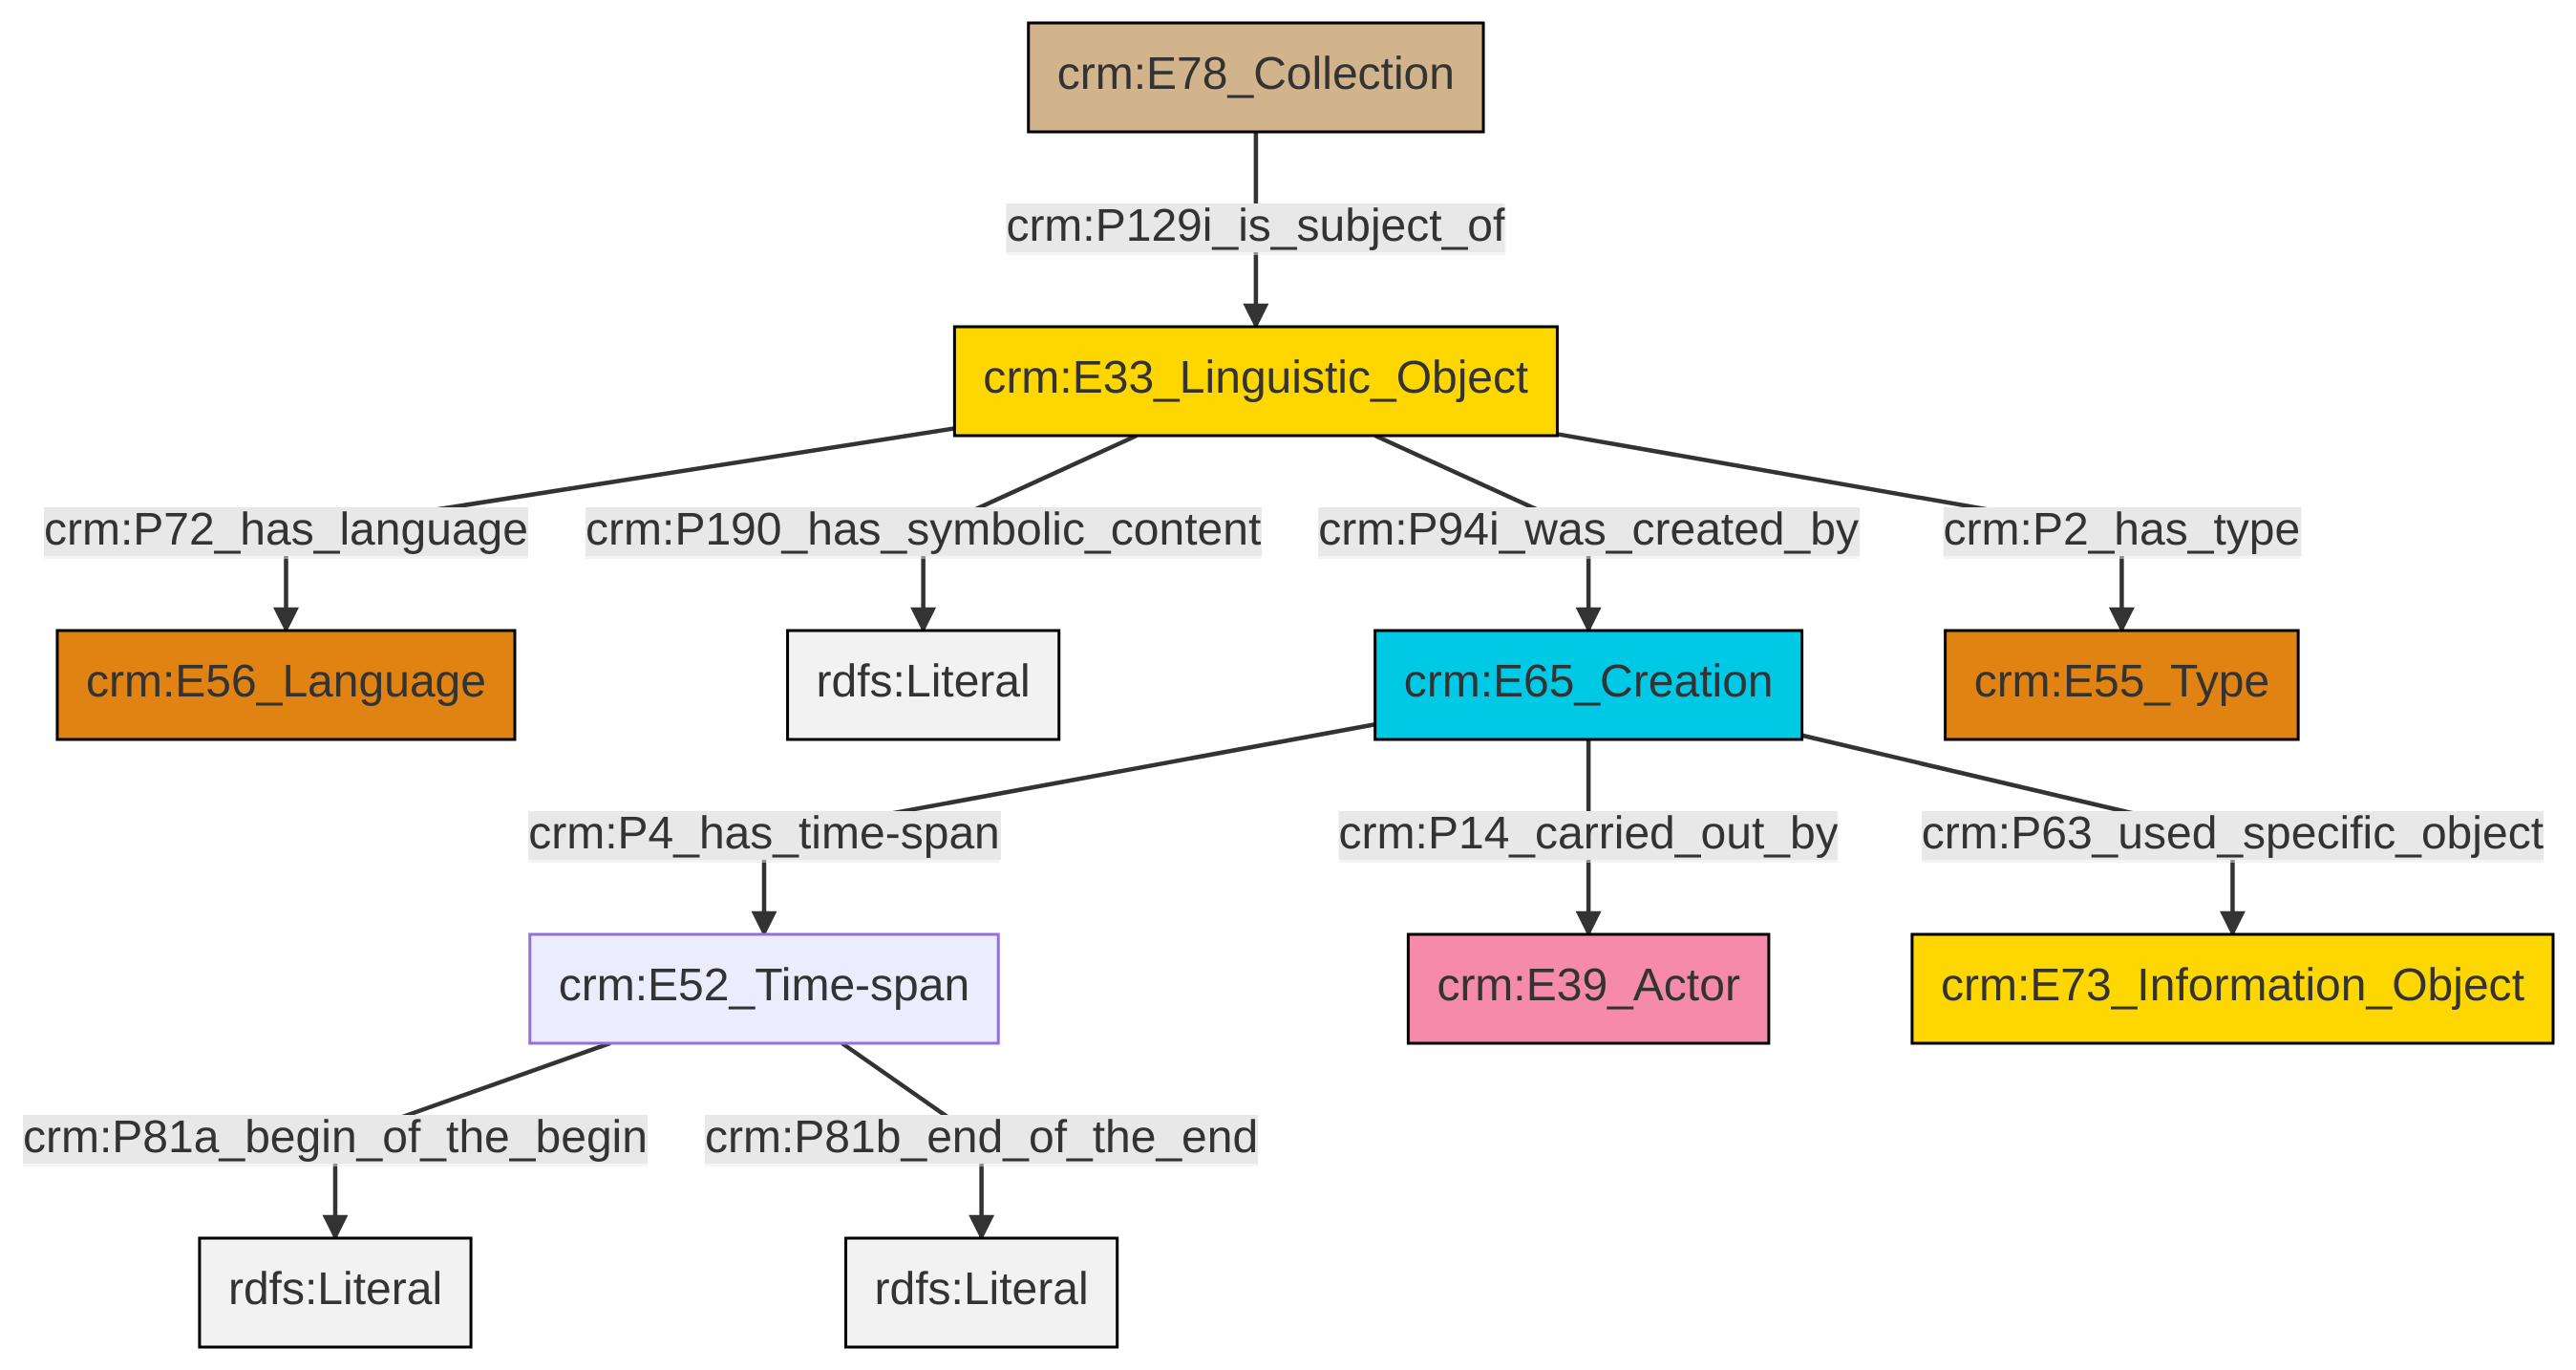 crm:E78_Collection
crm:P129i_is_subject_of
crm:E33_Linguistic_Object
crm:P72_has_language
crm:P190_has_symbolic_content
crm:P94i_was_created_by
crm:P2_has_type
crm:E56_Language
rdfs:Literal
crm:E65_Creation
crm:E55_Type
crm:P4_has_time-span
crm:P14_carried_out_by
crm:P63_used_specific_object
crm:E52_Time-span
crm:E39_Actor
crm:E73_Information_Object
crm:P81a_begin_of_the_begin
crm:P81b_end_of_the_end
rdfs:Literal
rdfs:Literal